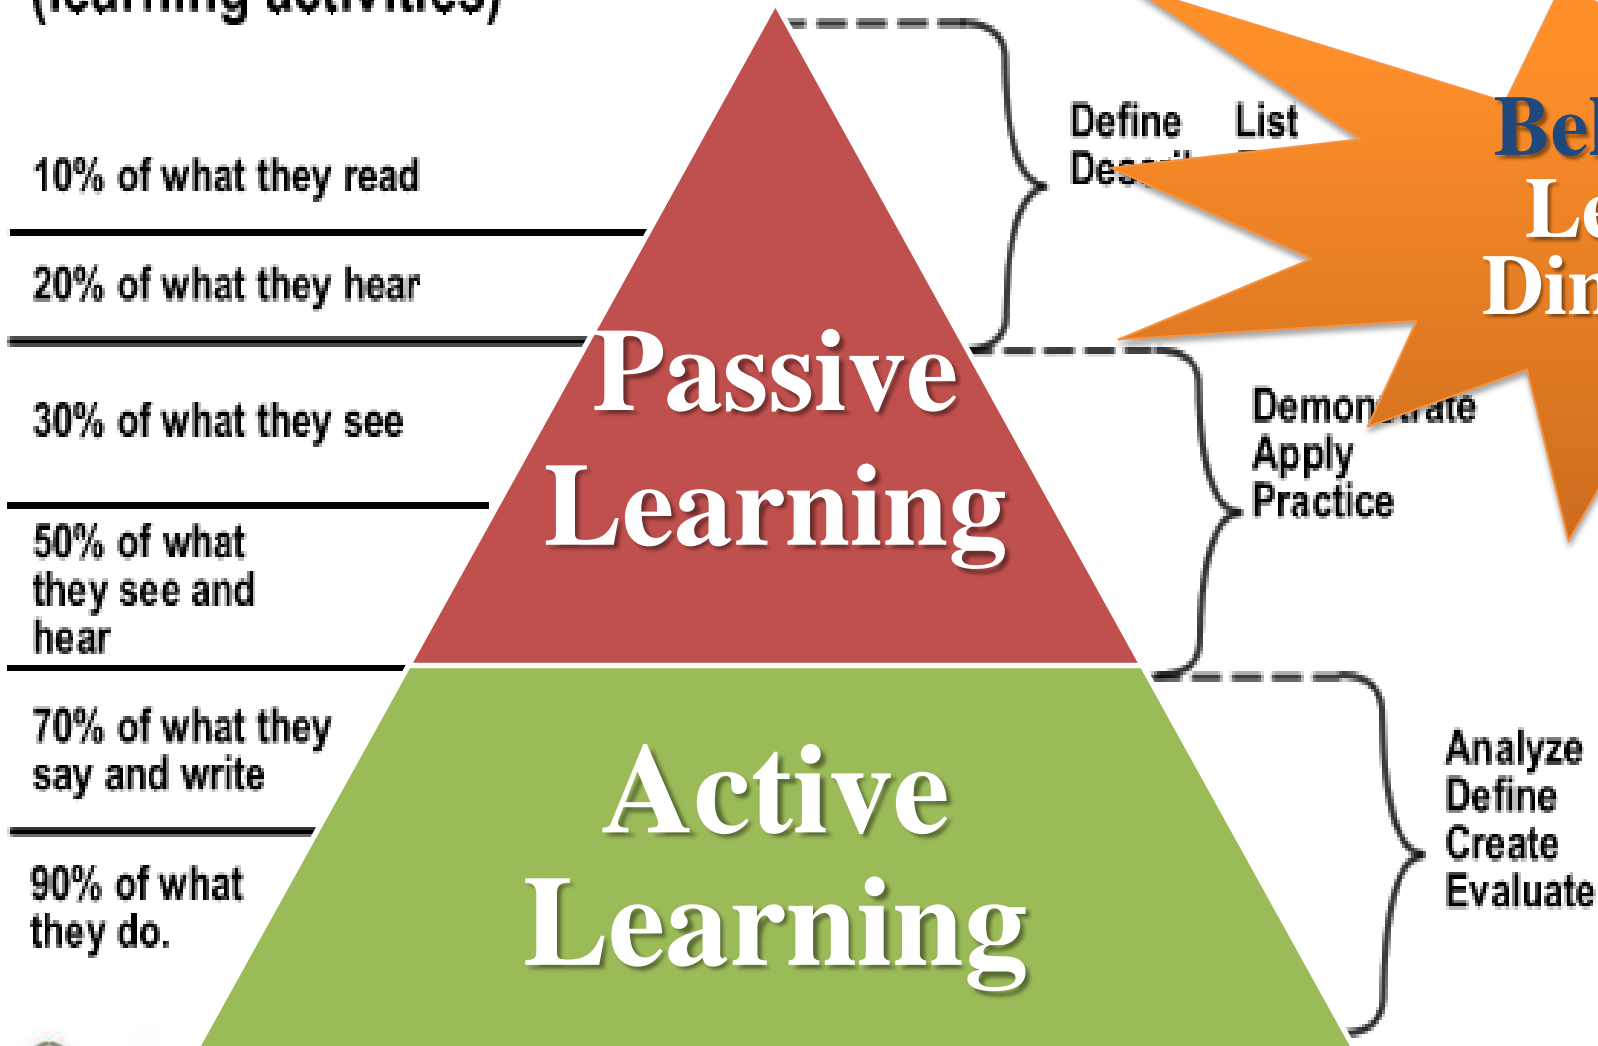 (learning activities)
10% of what they read
20% of what they hear
30% of what they see
50% of what
they see and
hear
70% of what they
say and write
90% of what
they do.
Passive
Learning
Active
Learning
Define List
Demonstrate
Apply
Practice
Analyze
Define
Create
Evaluate